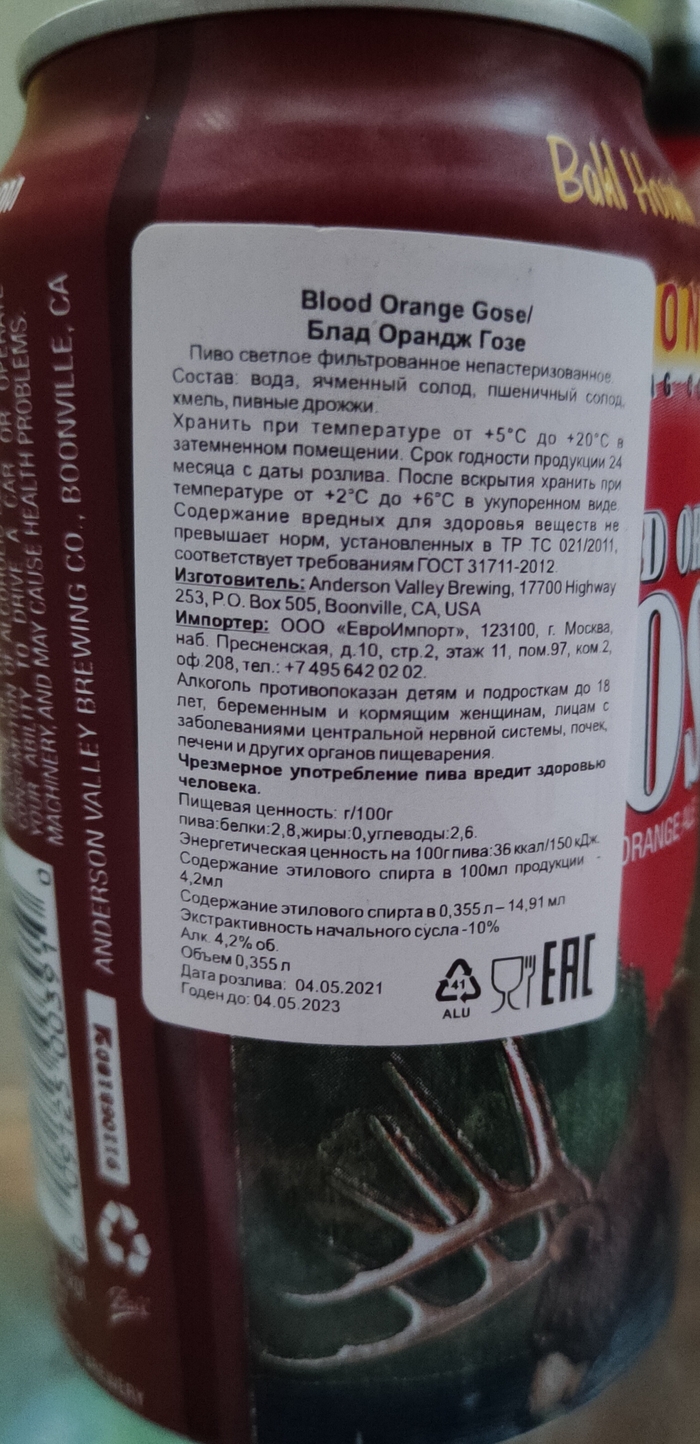 Bahl
Blood Orange Gose/
Блад Орандж Гозе
Пиво светлое фильтрованное непастеризованное.
Состав: вода, ячменный солод, пшеничный солод,
хмель, пивные дрожжи.
Хранить при температуре от +5°C до +20°C в
затемненном помещении. Срок годности продукции 24
месяца с даты розлива. После вскрытия хранить при
температуре от +2°C до +6°C в укупоренном виде.
Содержание вредных для здоровья веществ не
превышает норм, установленных в ТР ТС 021/2011,
соответствует требованиям ГОСТ 31711-2012.
Изготовитель: Anderson Valley Brewing, 17700 Highway
253, P.O. Box 505, Boonville, CA, USA
Импортер: ООО «ЕвроИмпорт», 123100, г. Москва,
наб. Пресненская, д.10, стр.2, этаж 11, пом.97, ком.2,
оф.208, тел.: +7 495 642 02 02.
Алкоголь противопоказан детям и подросткам до 18
лет, беременным и кормящим женщинам, лицам с
заболеваниями центральной нервной системы, почек,
печени и других органов пищеварения.
Чрезмерное употребление пива вредит здоровью
человека.
Пищевая ценность: г/100г
пива:белки:2,8,жиры:0,углеводы:2,6.
Энергетическая ценность на 100г пива:36 ккал/150 кДж.
Содержание этилового спирта в 100мл продукции -
4,2мл
Содержание этилового спирта в 0,355 л – 14,91 мл
Экстрактивность начального сусла -10%
Алк. 4,2% об.
Объем 0,355 л
Дата розлива: 04.05.2021
Годен до: 04.05.2023
41
ALU
EAC
YOUR ABILITY TO DRIVE A CAR OR OPERATE
MACHINERY AND MAY CAUSE HEALTH PROBLEMS.
ANDERSON VALLEY BREWING CO., BOONVILLE, CA
ORANGE
Ball